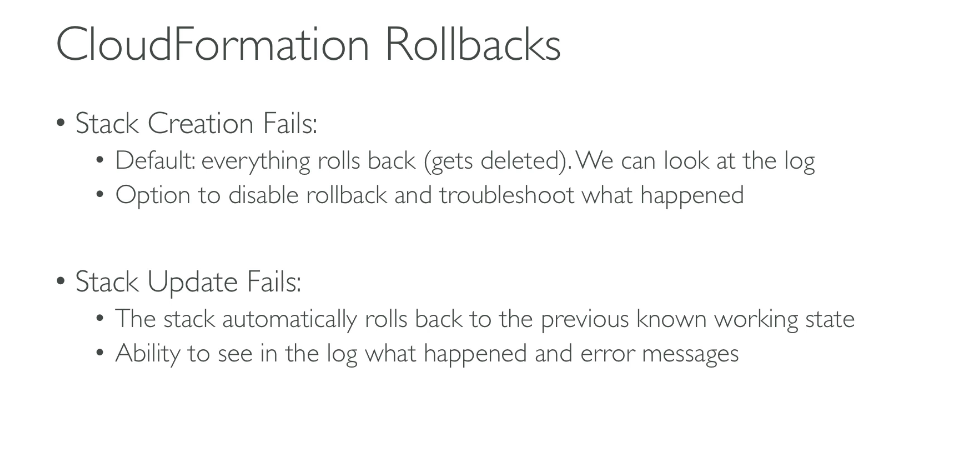 CloudFormation Rollbacks
• Stack Creation Fails:
• Default: everything rolls back (gets deleted). We can look at the log
• Option to disable rollback and troubleshoot what happened
• Stack Update Fails:
• The stack automatically rolls back to the previous known working state
• Ability to see in the log what happened and error messages